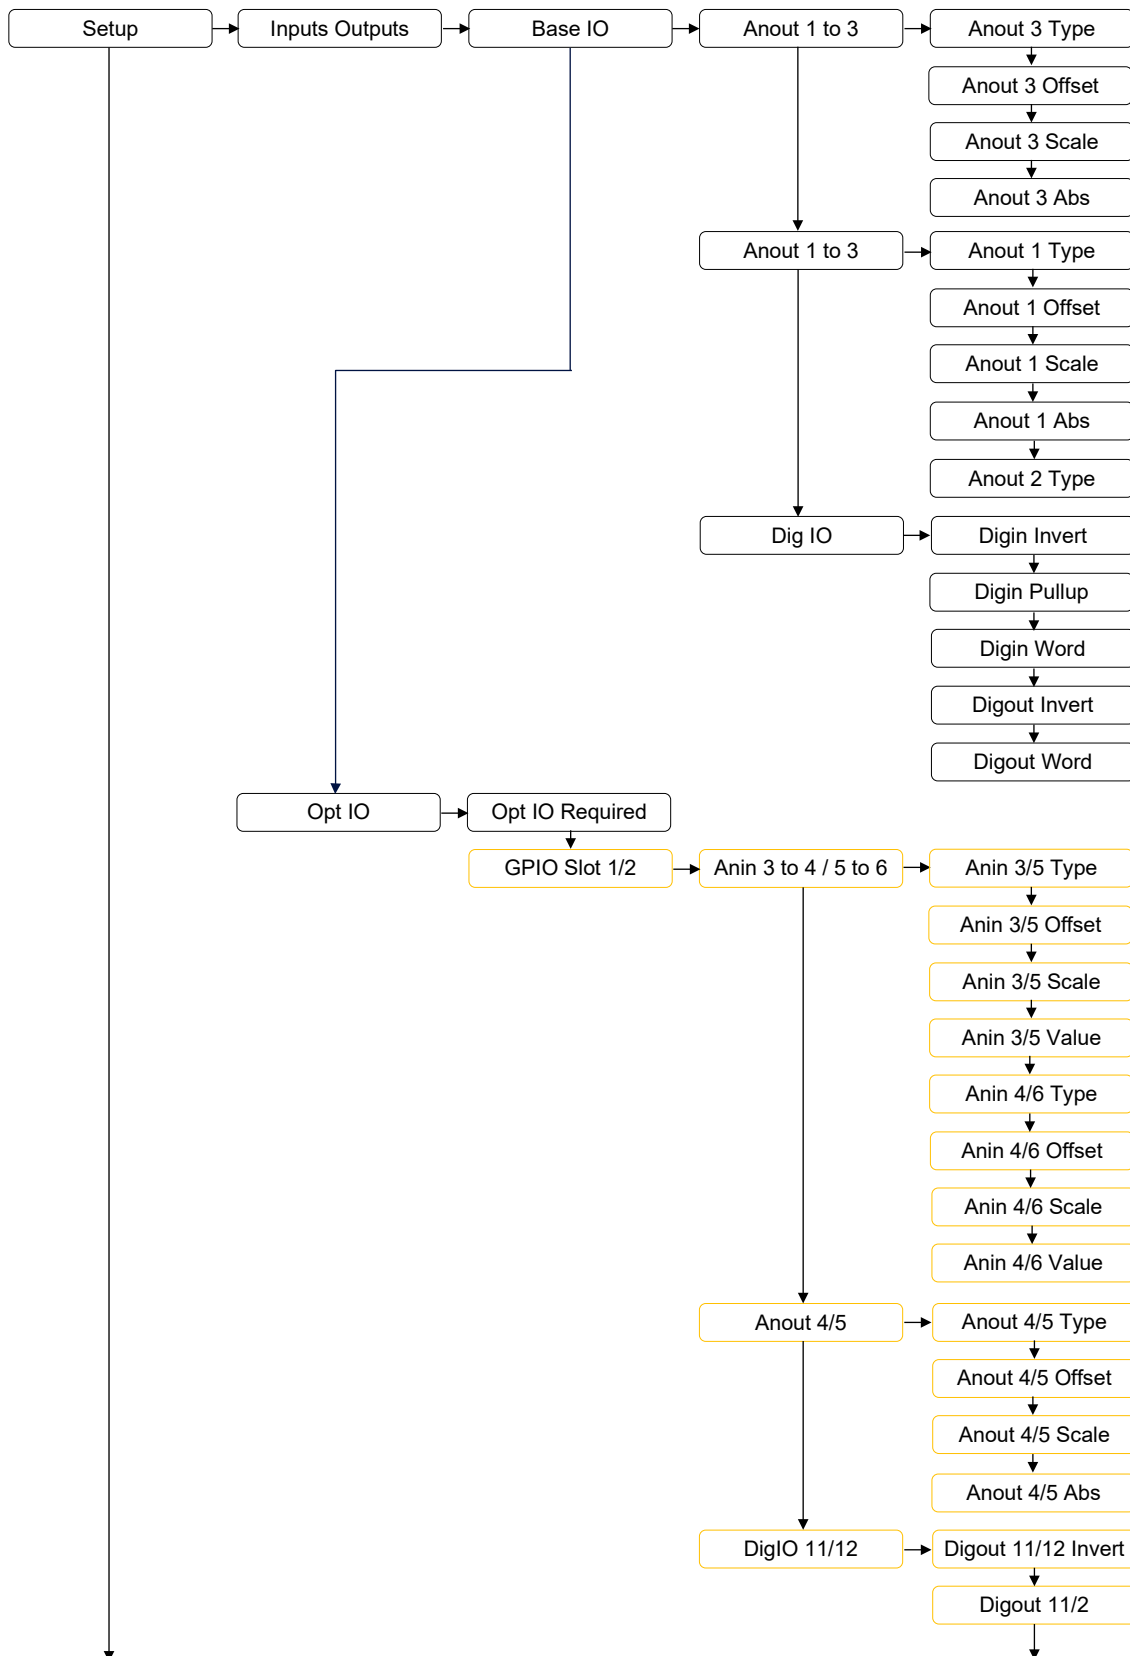 Setup
Inputs Outputs
Base IO
Anout 1 to 3
Anout 3 Type
Anout 3 Offset
Anout 3 Scale
Anout 3 Abs
Anout 1 to 3
Anout 1 Type
Anout 1 Offset
Anout 1 Scale
Anout 1 Abs
Anout 2 Type
Dig IO
Digin Invert
Digin Pullup
Digin Word
Digout Invert
Digout Word
Opt IO
Opt IO Required
GPIO Slot 1/2
Anin 3 to 4 / 5 to 6
Anin 3/5 Type
Anin 3/5 Offset
Anin 3/5 Scale
Anin 3/5 Value
Anin 4/6 Type
Anin 4/6 Offset
Anin 4/6 Scale
Anin 4/6 Value
Anout 4/5
Anout 4/5 Type
Anout 4/5 Offset
Anout 4/5 Scale
Anout 4/5 Abs
DigIO 11/12
Digout 11/12 Invert
Digout 11/2